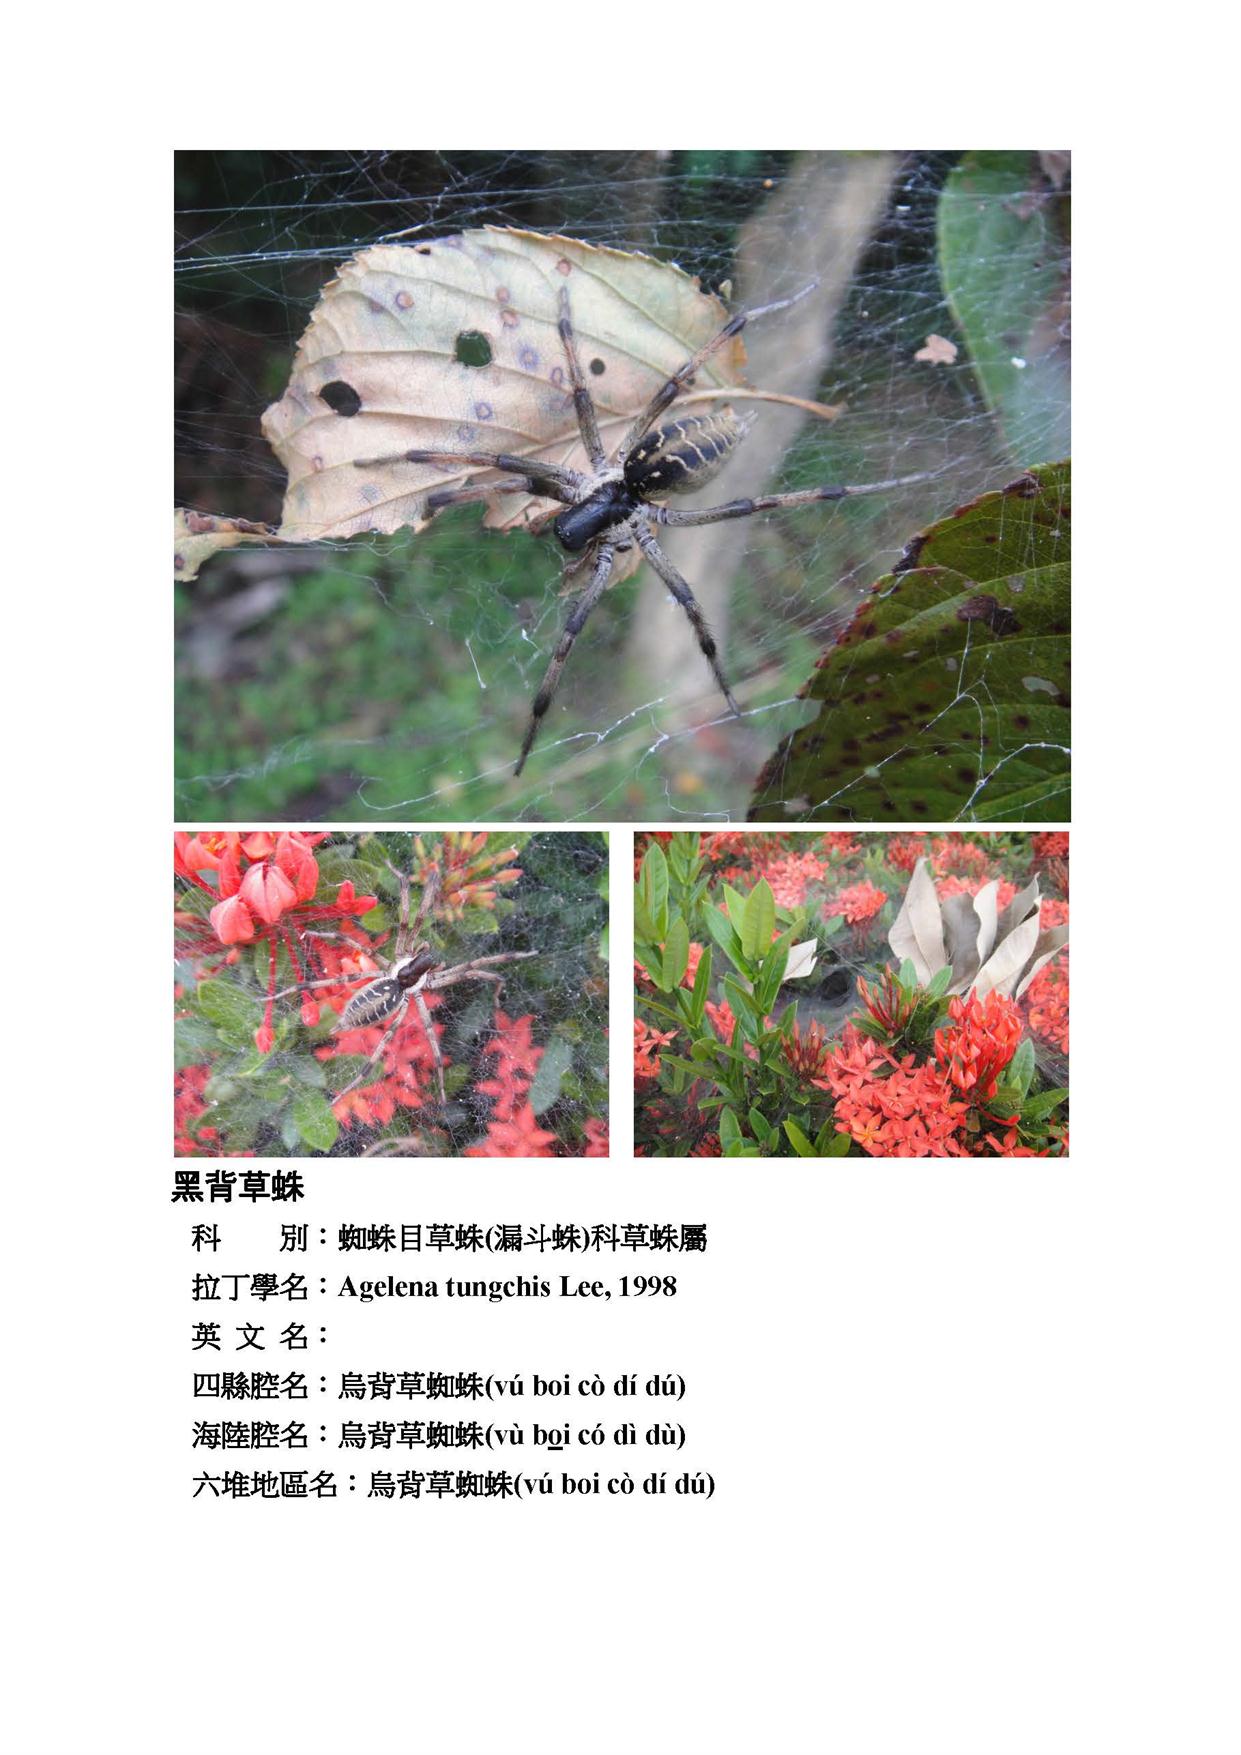 黑背草蛛
科　　別：蜘蛛目草蛛(漏斗蛛)科草蛛屬
拉丁學名：Agelena tungchis Lee, 1998
英 文 名：
四縣腔名：烏背草蜘蛛(vú boi cò dí dú)
海陸腔名：烏背草蜘蛛(vù boi có dì dù)
六堆地區名：烏背草蜘蛛(vú boi cò dí dú)